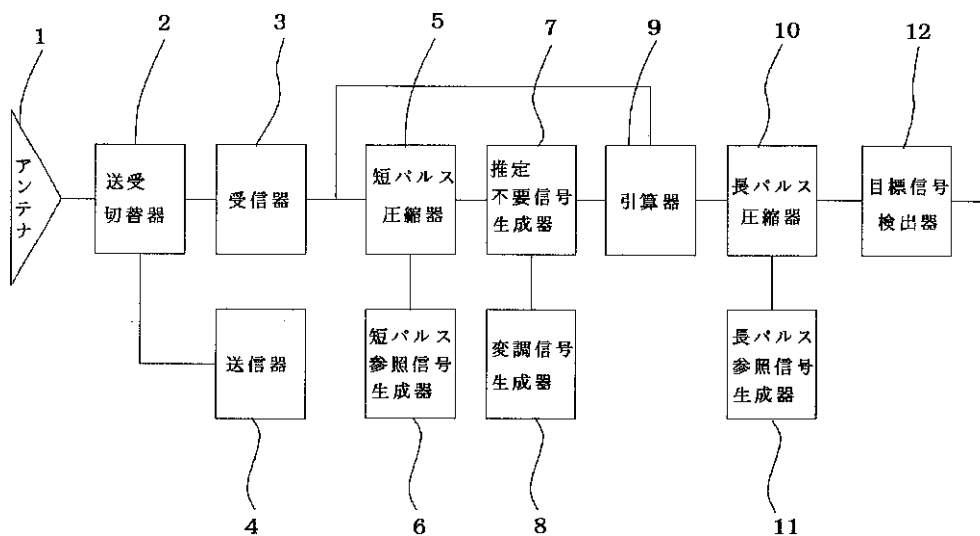 1
2
3
5
7
9
10
12
アンテナ
送受
切替器
受信器
短パルス
圧縮器
推定
不要信号
生成器
引算器
長パルス
圧縮器
目標信号
検出器
送信器
短パルス
参照信号
生成器
変調信号
生成器
長パルス
参照信号
生成器
4
6
8
11